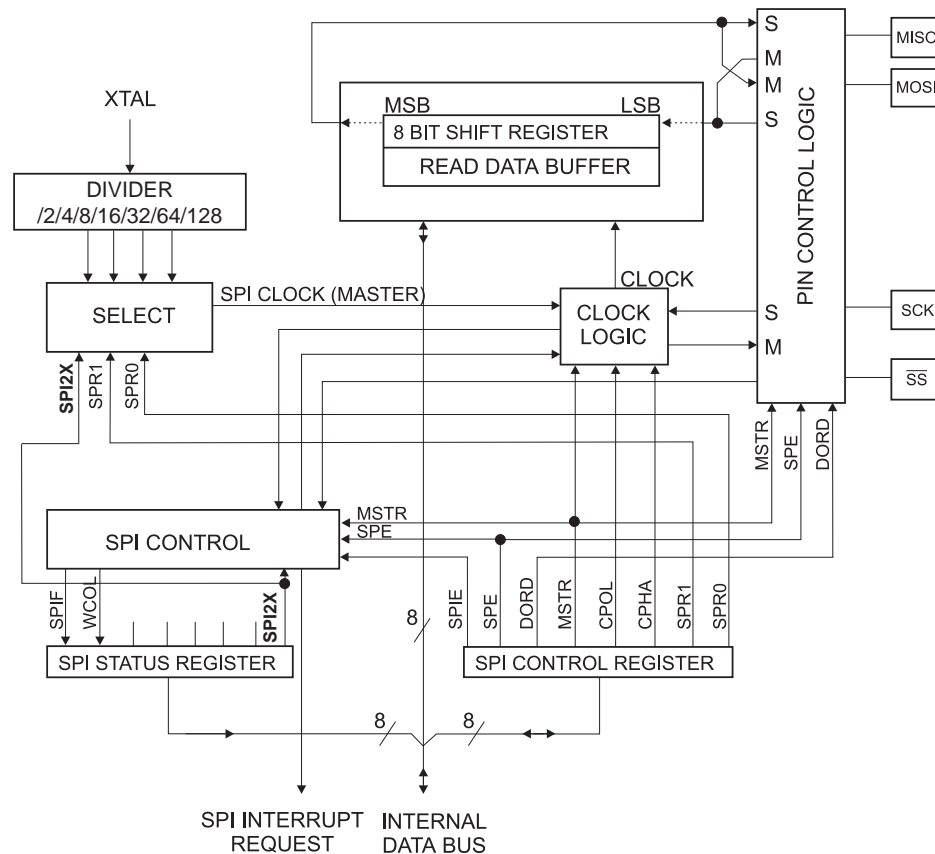 S
MISO
M
M
MOSI
MSB
LSB
S
8 BIT SHIFT REGISTER
READ DATA BUFFER
XTAL
DIVIDER
/2/4/8/16/32/64/128
PIN CONTROL LOGIC
SELECT
SPI CLOCK (MASTER)
CLOCK
CLOCK
LOGIC
S
SCK
M
SS
SPI2X
SPR1
SPR0
MSTR
SPE
DORD
MSTR
SPE
SPI CONTROL
SPIF
WCOL
SPI2X
8
SPIE
SPE
DORD
MSTR
CPOL
CPHA
SPR1
SPR0
SPI STATUS REGISTER
SPI CONTROL REGISTER
8
8
SPI INTERRUPT
REQUEST
INTERNAL
DATA BUS